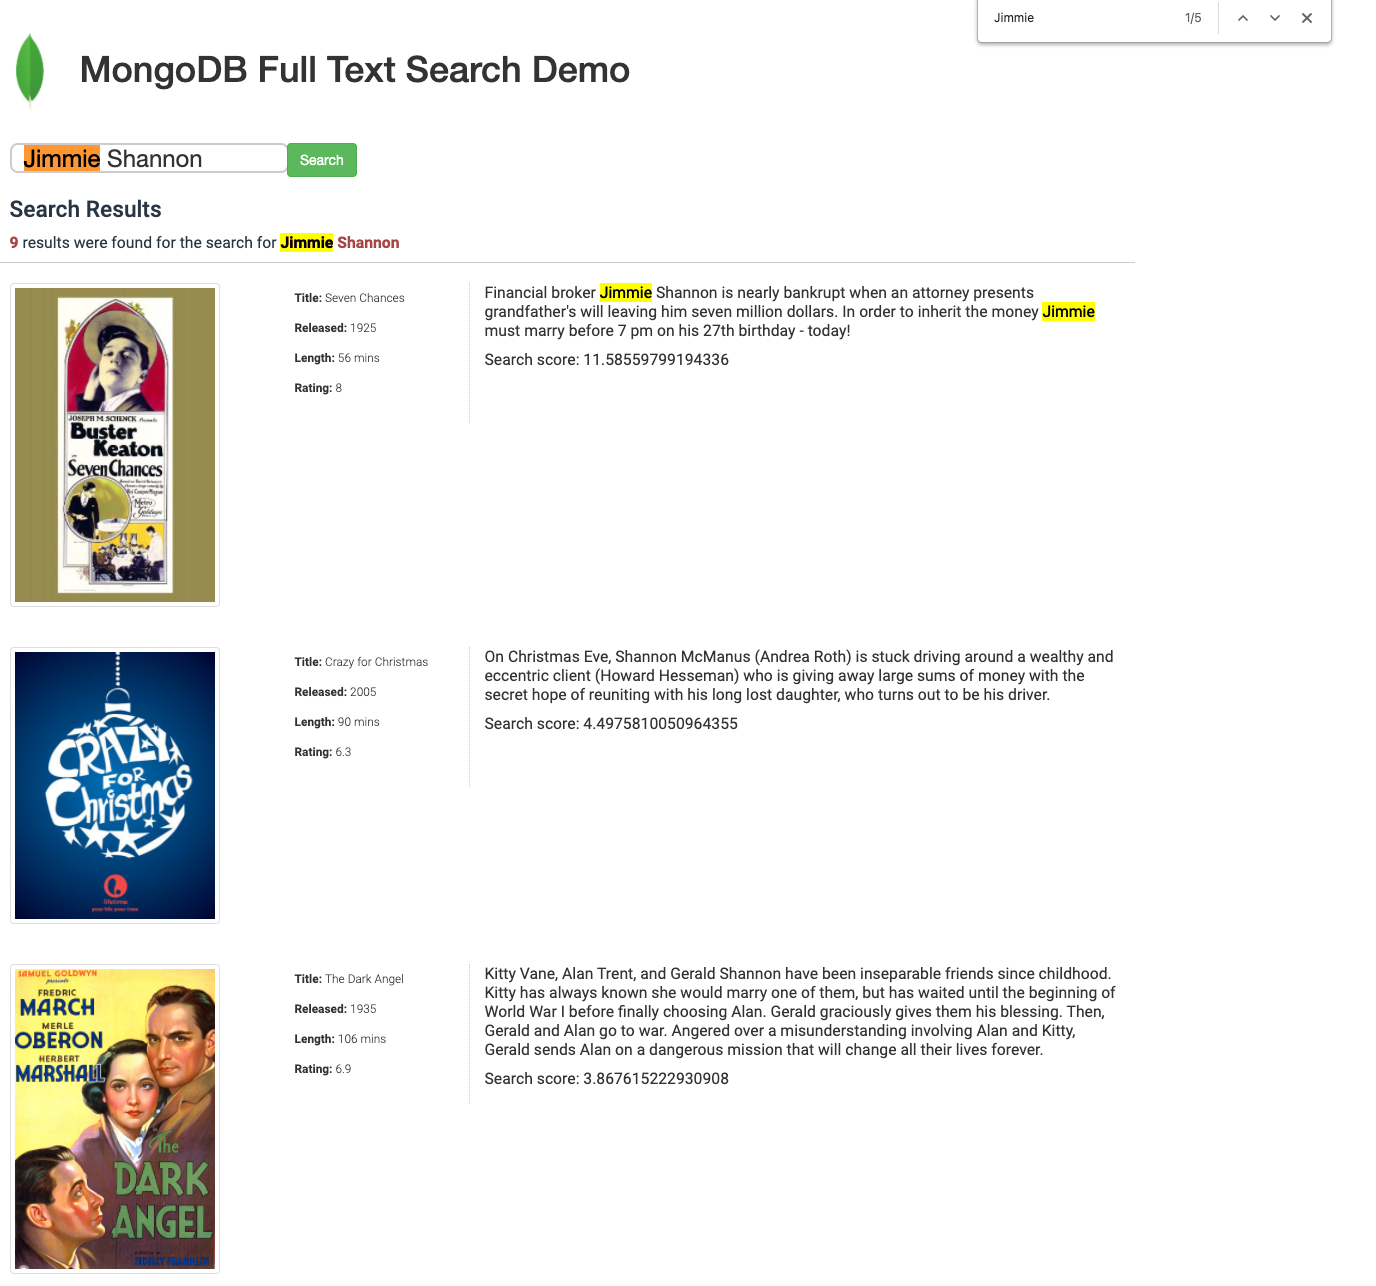 Jimmie 1/5
MongoDB Full Text Search Demo
Jimmie Shannon Search
Search Results
9 results were found for the search for Jimmie Shannon
JOSEPH M. SCHENCK Presents
Buster
Keaton
in
Seven Chances
Metro
Goldwyn
Title: Seven Chances
Released: 1925
Length: 56 mins
Rating: 8
Financial broker Jimmie Shannon is nearly bankrupt when an attorney presents
grandfather's will leaving him seven million dollars. In order to inherit the money Jimmie
must marry before 7 pm on his 27th birthday - today!
Search score: 11.58559799194336
CRAZY
FOR
Christmas
lifetime
your life. your time.
Title: Crazy for Christmas
Released: 2005
Length: 90 mins
Rating: 6.3
On Christmas Eve, Shannon McManus (Andrea Roth) is stuck driving around a wealthy and
eccentric client (Howard Hesseman) who is giving away large sums of money with the
secret hope of reuniting with his long lost daughter, who turns out to be his driver.
Search score: 4.4975810050964355
SAMUEL GOLDWYN
presents
FREDRIC
MARCH
MERLE
OBERON
HERBERT
MARSHALL
The
DARK
ANGEL
SIDNEY FRANKLIN
Title: The Dark Angel
Released: 1935
Length: 106 mins
Rating: 6.9
Kitty Vane, Alan Trent, and Gerald Shannon have been inseparable friends since childhood.
Kitty has always known she would marry one of them, but has waited until the beginning of
World War I before finally choosing Alan. Gerald graciously gives them his blessing. Then,
Gerald and Alan go to war. Angered over a misunderstanding involving Alan and Kitty,
Gerald sends Alan on a dangerous mission that will change all their lives forever.
Search score: 3.867615222930908